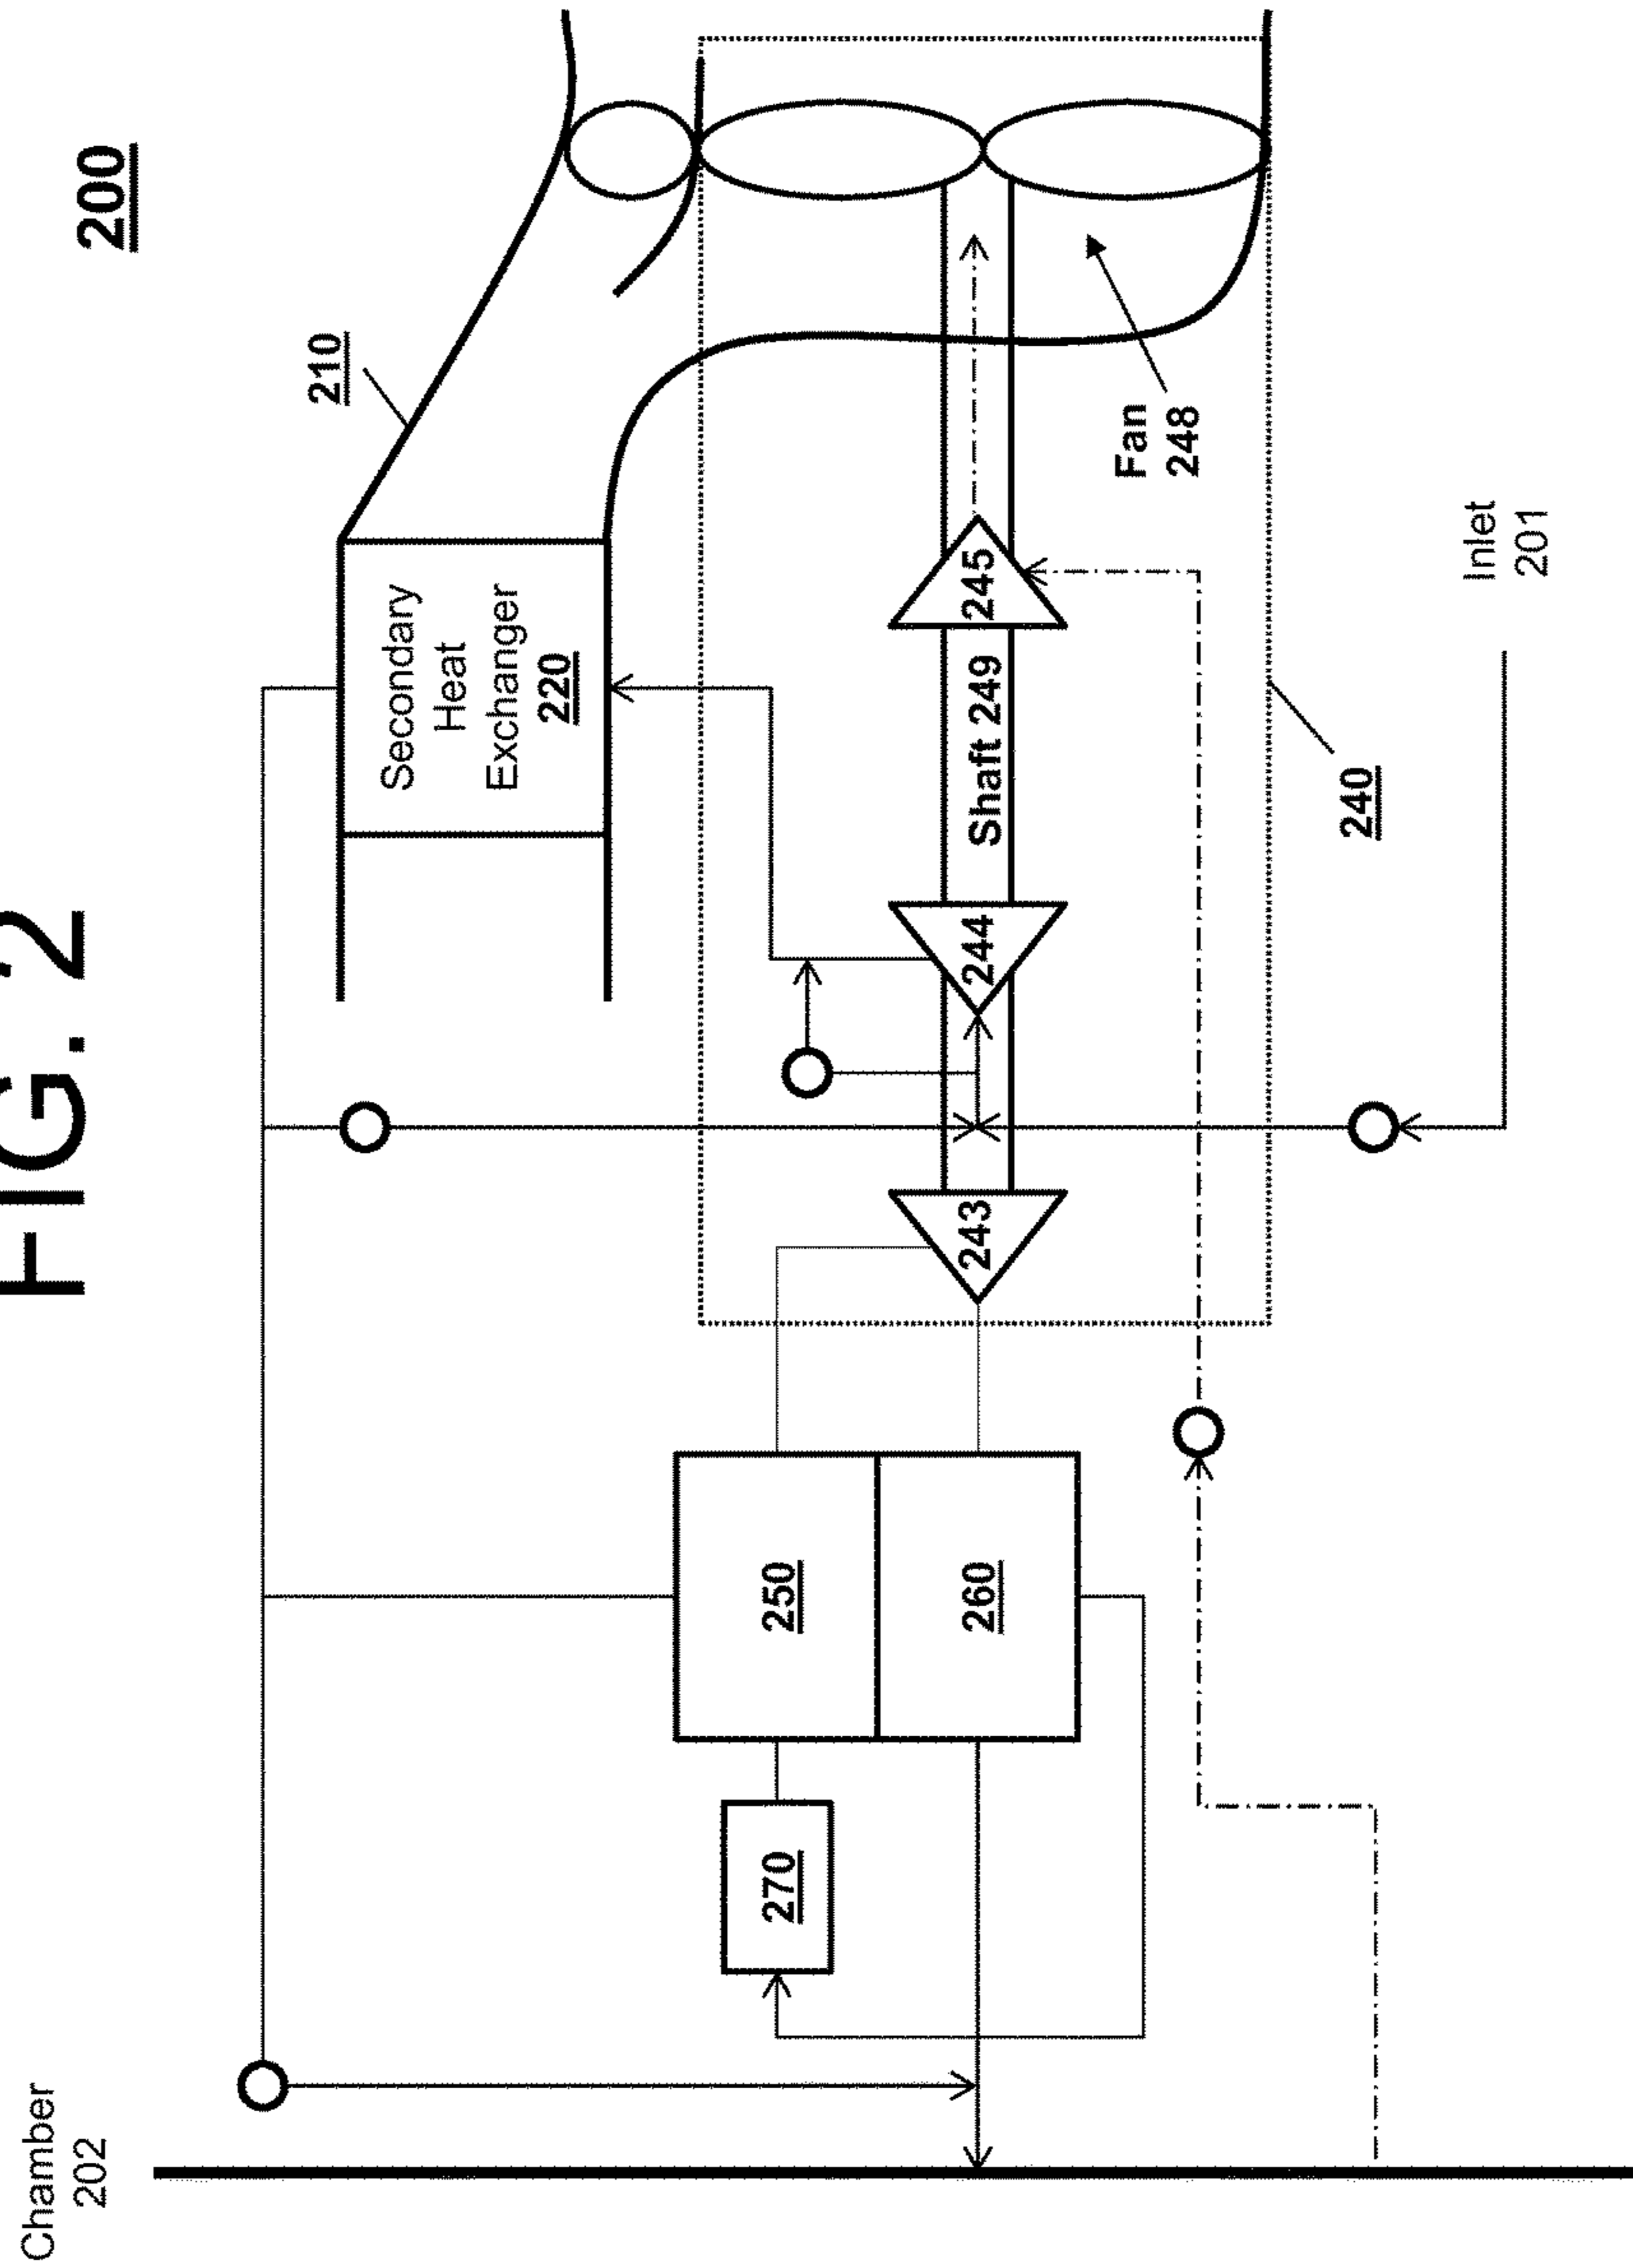 FIG. 2
200
Chamber
202
210
Secondary
Heat
Exchanger
220
270
250
260
243
244
Shaft 249
245
Fan
248
240
Inlet
201